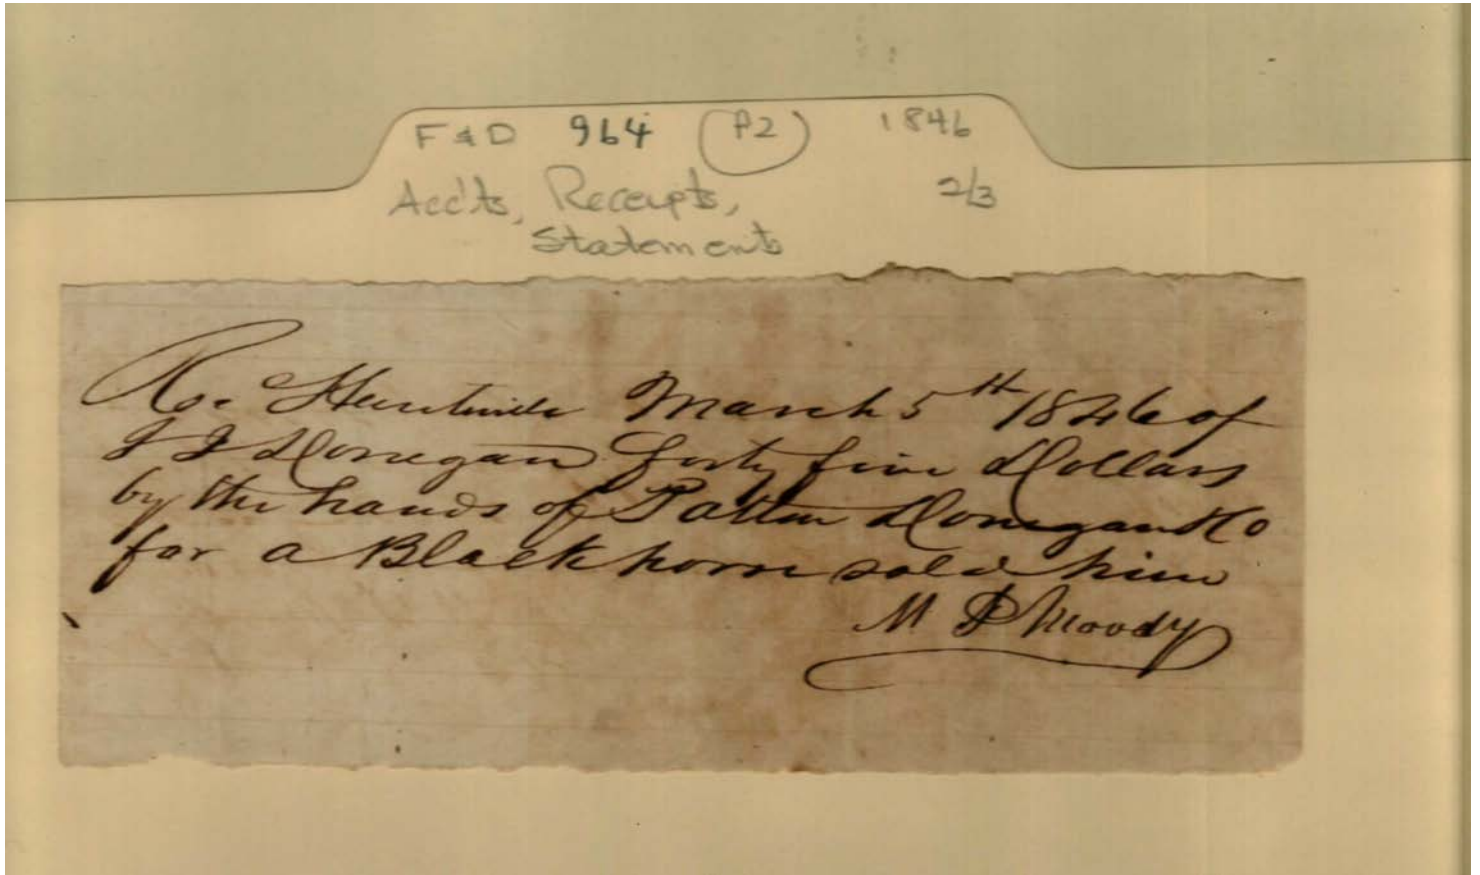 F & D 964 P2 1846
Acc'ts, Receipts, 2/3
Statements
Rc. Huntsville March 5th 1846 of
J J Donegan forty five Dollars
by the hands of Patton Donegan & Co
for a Black horse sold him
M P Moody